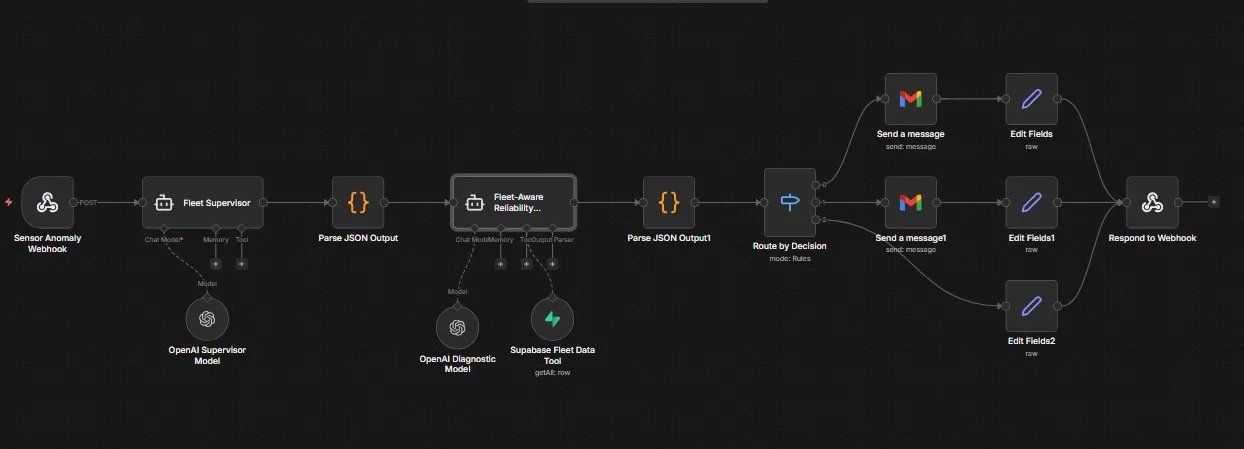 POST
Sensor Anomaly
Webhook
Fleet Supervisor
Chat Model*
Memory
Tool
Model
OpenAI Supervisor
Model
Parse JSON Output
Fleet-Aware
Reliability...
Chat Model
Memory
Tool
Output Parser
Model
OpenAI Diagnostic
Model
Supabase Fleet Data
Tool
getAll: row
Parse JSON Output1
0
1
2
Route by Decision
mode: Rules
Send a message
send: message
Edit Fields
raw
Send a message1
send: message
Edit Fields1
raw
Edit Fields2
raw
Respond to Webhook